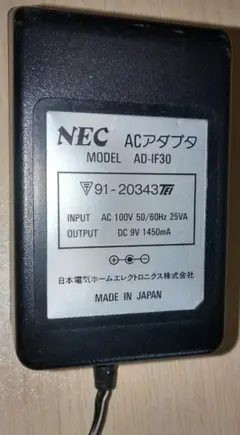 NEC ACアダプタ
MODEL AD-IF30
91-20343
INPUT AC 100V 50/60Hz 25VA
OUTPUT DC 9V 1450mA
日本電気ホームエレクトロニクス株式会社
MADE IN JAPAN